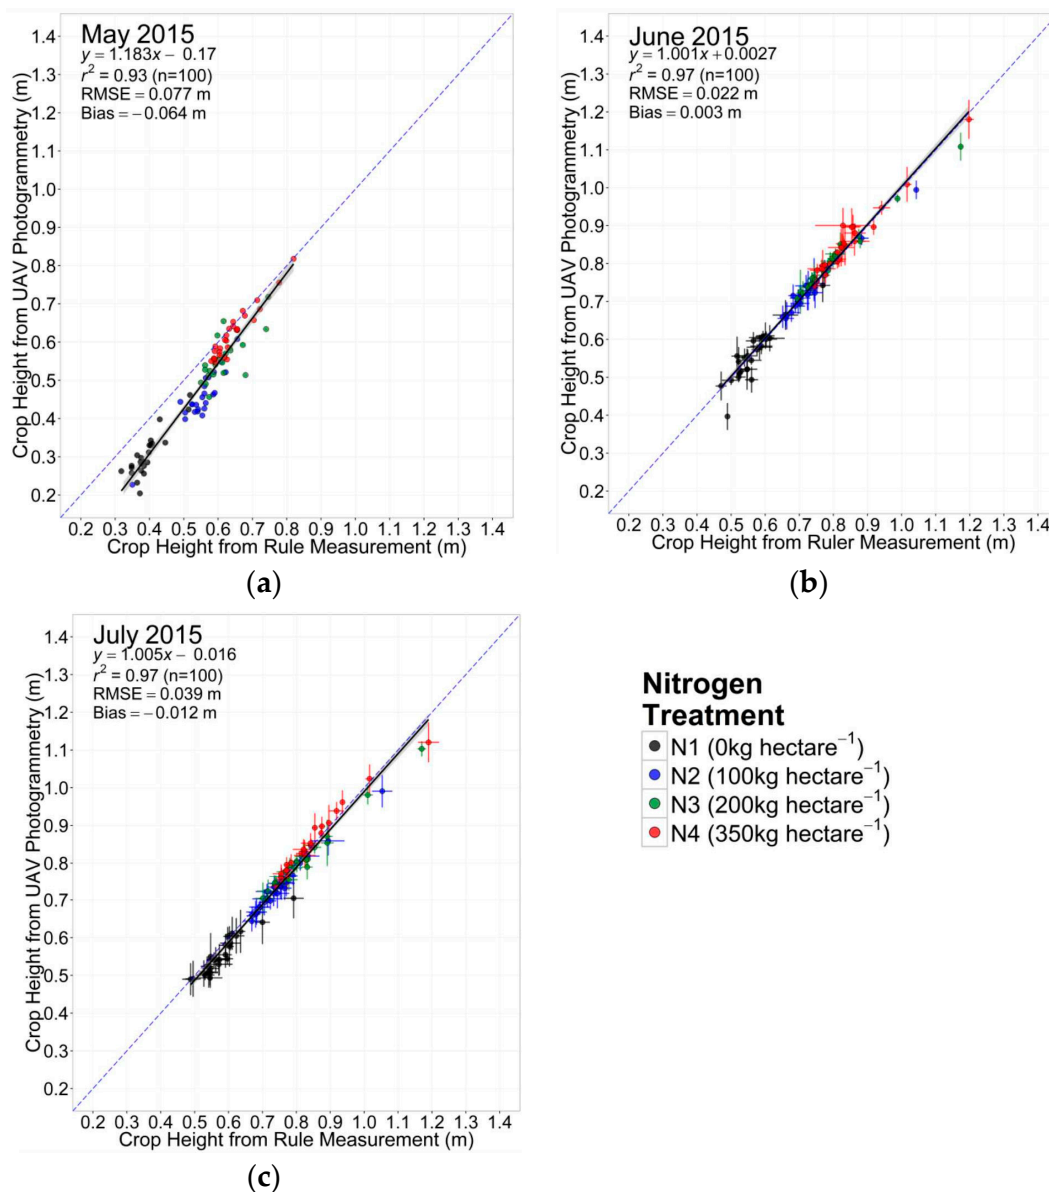 May 2015
y = 1.183x − 0.17
r² = 0.93 (n=100)
RMSE = 0.077 m
Bias = −0.064 m
Crop Height from UAV Photogrammetry (m)
1.4
1.3
1.2
1.1
1.0
0.9
0.8
0.7
0.6
0.5
0.4
0.3
0.2
0.2 0.3 0.4 0.5 0.6 0.7 0.8 0.9 1.0 1.1 1.2 1.3 1.4
Crop Height from Rule Measurement (m)
(a)
June 2015
y = 1.001x + 0.0027
r² = 0.97 (n=100)
RMSE = 0.022 m
Bias = 0.003 m
Crop Height from UAV Photogrammetry (m)
1.4
1.3
1.2
1.1
1.0
0.9
0.8
0.7
0.6
0.5
0.4
0.3
0.2
0.2 0.3 0.4 0.5 0.6 0.7 0.8 0.9 1.0 1.1 1.2 1.3 1.4
Crop Height from Ruler Measurement (m)
(b)
July 2015
y = 1.005x − 0.016
r² = 0.97 (n=100)
RMSE = 0.039 m
Bias = −0.012 m
Crop Height from UAV Photogrammetry (m)
1.4
1.3
1.2
1.1
1.0
0.9
0.8
0.7
0.6
0.5
0.4
0.3
0.2
0.2 0.3 0.4 0.5 0.6 0.7 0.8 0.9 1.0 1.1 1.2 1.3 1.4
Crop Height from Rule Measurement (m)
(c)
Nitrogen
Treatment
N1 (0kg hectare⁻¹)
N2 (100kg hectare⁻¹)
N3 (200kg hectare⁻¹)
N4 (350kg hectare⁻¹)